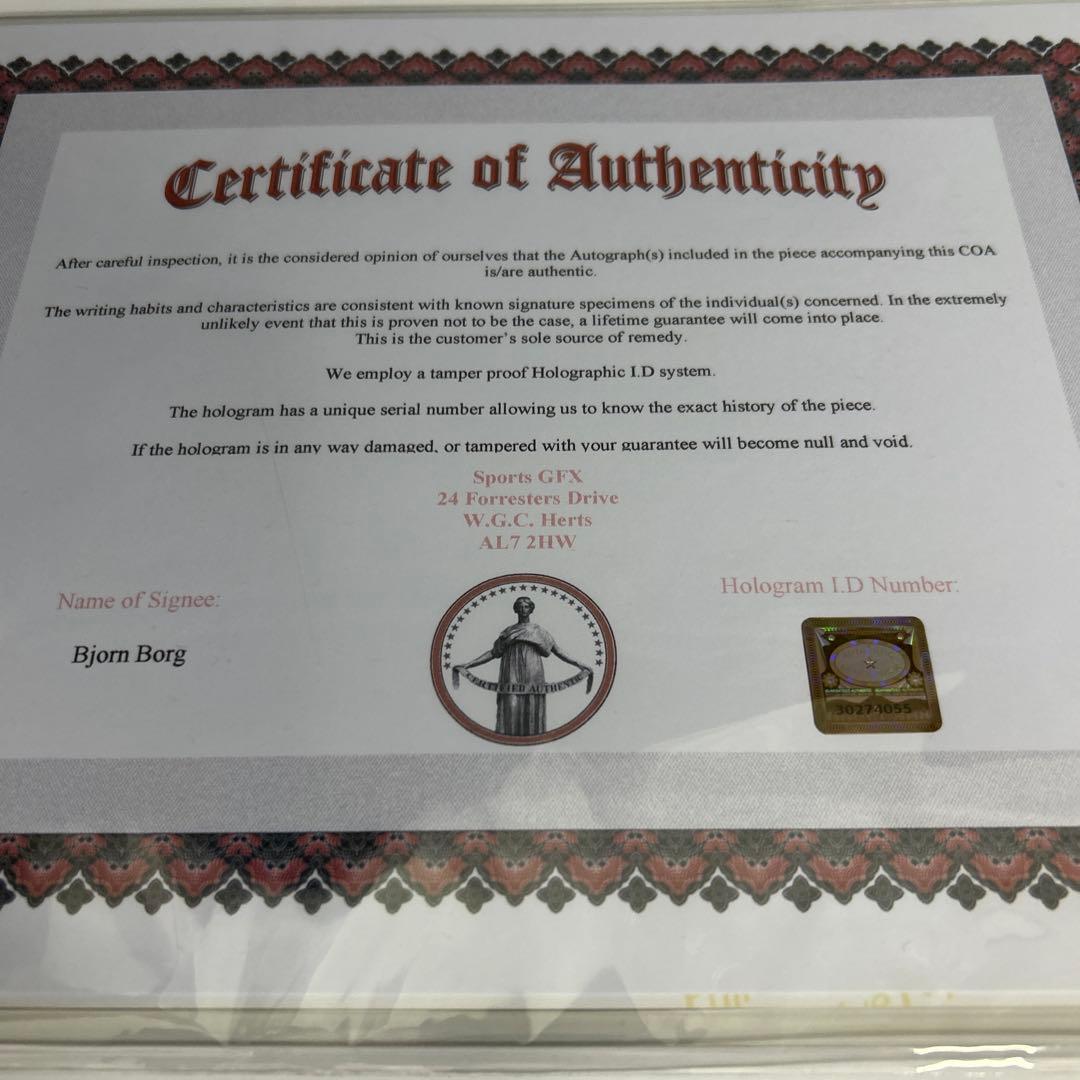 Certificate of Authenticity
After careful inspection, it is the considered opinion of ourselves that the Autograph(s) included in the piece accompanying this COA
is/are authentic.
The writing habits and characteristics are consistent with known signature specimens of the individual(s) concerned. In the extremely
unlikely event that this is proven not to be the case, a lifetime guarantee will come into place.
This is the customer's sole source of remedy.
We employ a tamper proof Holographic I.D system.
The hologram has a unique serial number allowing us to know the exact history of the piece.
If the hologram is in any way damaged, or tampered with your guarantee will become null and void.
Sports GFX
24 Forresters Drive
W.G.C. Herts
AL7 2HW
Name of Signee:
Hologram I.D Number:
Bjorn Borg
CERTIFIED AUTHENTIC
30274055